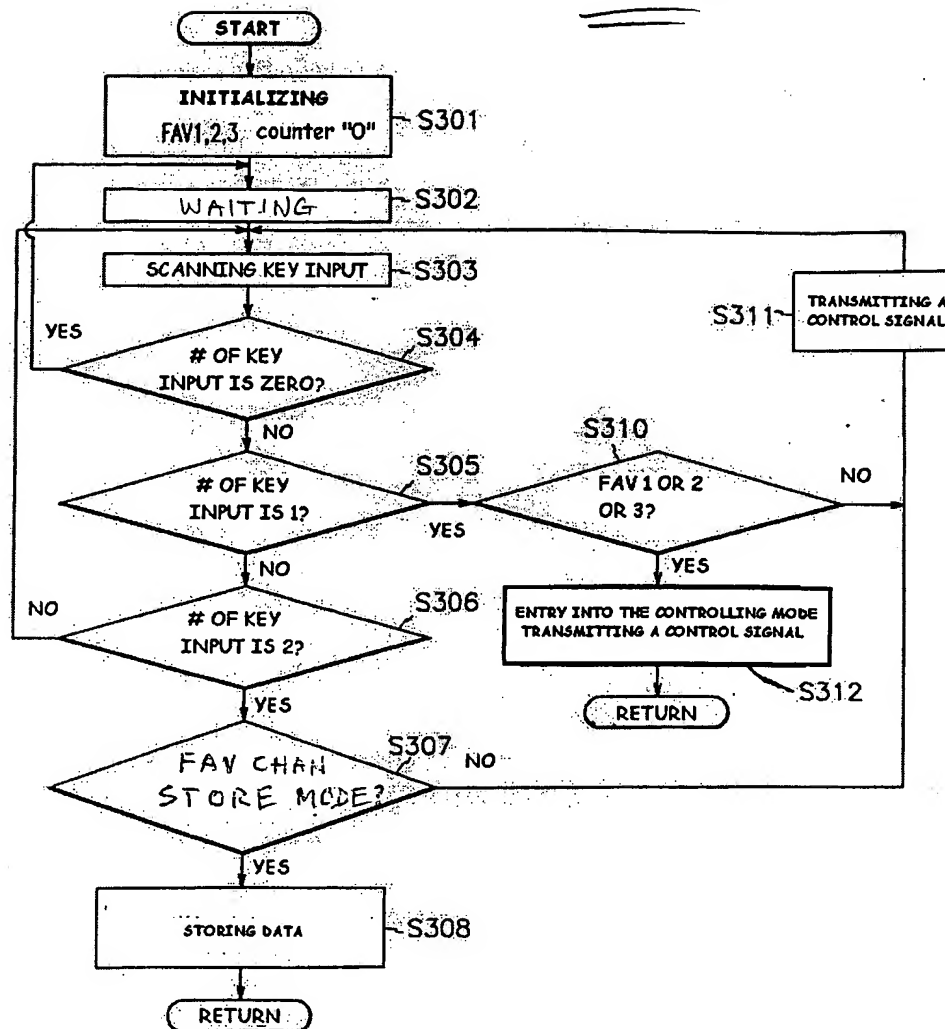 START
INITIALIZING
FAV1,2,3 counter "0"
S301
WAITING
S302
SCANNING KEY INPUT
S303
YES
# OF KEY
INPUT IS ZERO?
S304
TRANSMITTING A
CONTROL SIGNAL
S311
NO
# OF KEY
INPUT IS 1?
S305
YES
FAV 1 OR 2
OR 3?
S310
NO
NO
YES
NO
# OF KEY
INPUT IS 2?
S306
ENTRY INTO THE CONTROLLING MODE
TRANSMITTING A CONTROL SIGNAL
S312
YES
RETURN
FAV CHAN
STORE MODE?
S307
NO
YES
STORING DATA
S308
RETURN